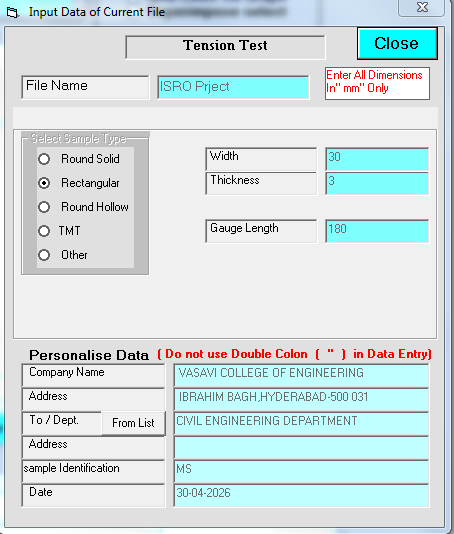 Input Data of Current File
Tension Test
Close
File Name
ISRO Prject
Enter All Dimensions
In" mm" Only
Select Sample Type
Round Solid
Rectangular
Round Hollow
TMT
Other
Width
30
Thickness
3
Gauge Length
180
Personalise Data
( Do not use Double Colon ( " ) in Data Entry)
Company Name
VASAVI COLLEGE OF ENGINEERING
Address
IBRAHIM BAGH,HYDERABAD-500 031
To / Dept.
From List
CIVIL ENGINEERING DEPARTMENT
Address
sample Identification
MS
Date
30-04-2026